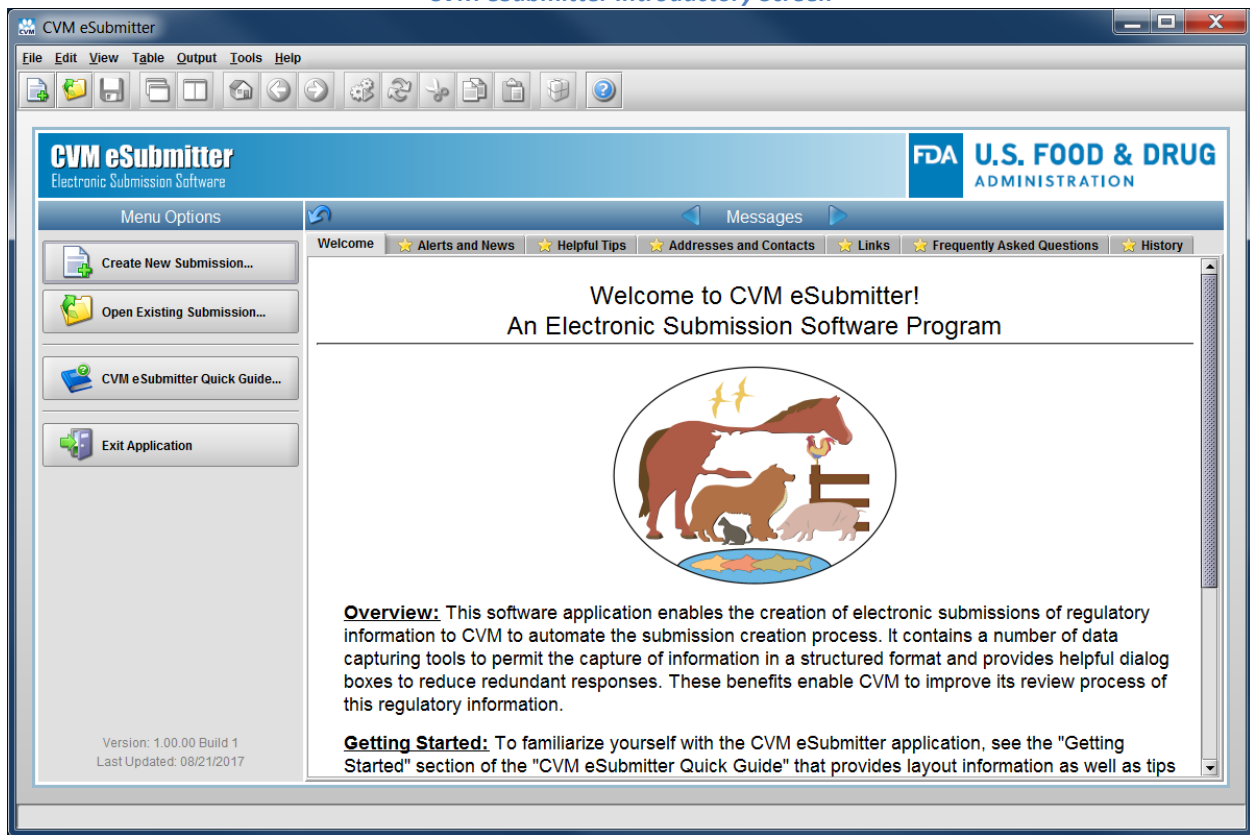 CVM eSubmitter Introductory Screen
CVM eSubmitter
File Edit View Table Output Tools Help
CVM eSubmitter
Electronic Submission Software
FDA U.S. FOOD & DRUG
ADMINISTRATION
Menu Options
Messages
Create New Submission...
Open Existing Submission...
CVM eSubmitter Quick Guide...
Exit Application
Version: 1.00.00 Build 1
Last Updated: 08/21/2017
Welcome Alerts and News Helpful Tips Addresses and Contacts Links Frequently Asked Questions History
Welcome to CVM eSubmitter!
An Electronic Submission Software Program
Overview: This software application enables the creation of electronic submissions of regulatory
information to CVM to automate the submission creation process. It contains a number of data
capturing tools to permit the capture of information in a structured format and provides helpful dialog
boxes to reduce redundant responses. These benefits enable CVM to improve its review process of
this regulatory information.
Getting Started: To familiarize yourself with the CVM eSubmitter application, see the "Getting
Started" section of the "CVM eSubmitter Quick Guide" that provides layout information as well as tips